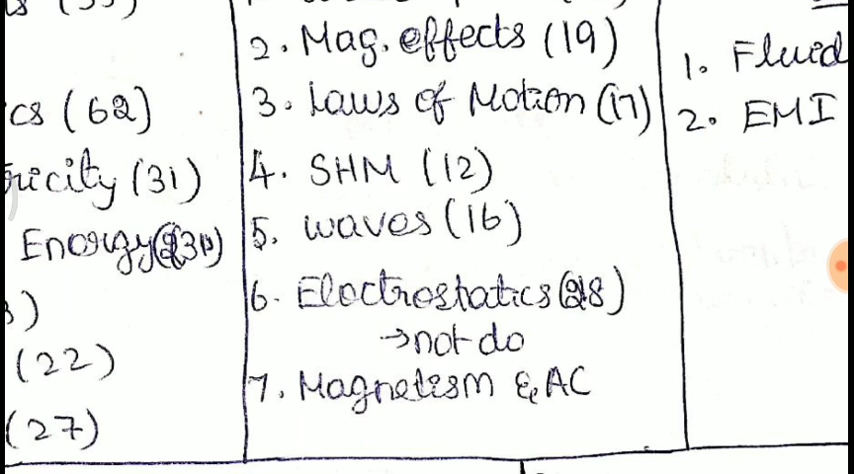 cs (62)
ricity (31)
Energy
(22)
(27)
2. Mag. effects (19)
3. Laws of Motion (17)
4. SHM (12)
5. waves (16)
6. Electrostatics
→ not do
7. Magnetism & AC
1. Fluid
2. EMI